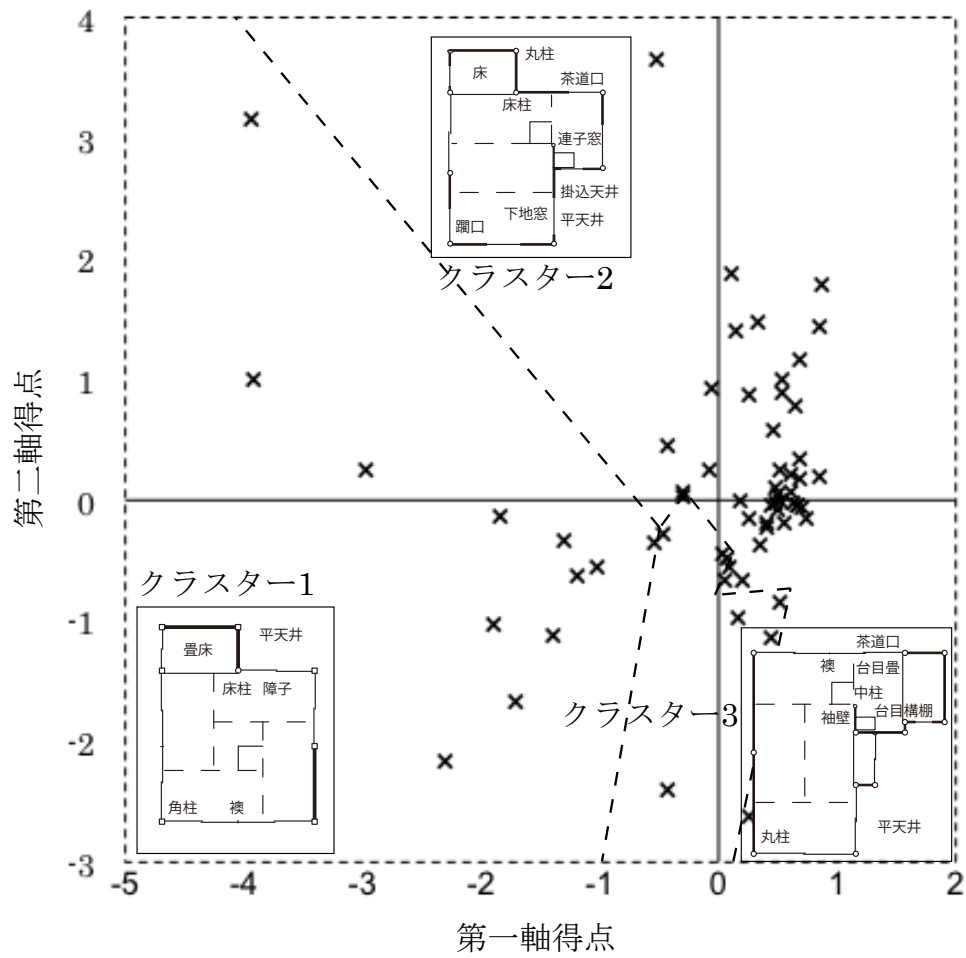 4
3
2
1
0
-1
-2
-3
第二軸得点
床
丸柱
茶道口
床柱
連子窓
掛込天井
下地窓
平天井
躙口
クラスター2
クラスター1
畳床
平天井
床柱
障子
角柱
襖
クラスター3
茶道口
襖
台目畳
中柱
袖壁
台目構棚
丸柱
平天井
-5
-4
-3
-2
-1
0
1
2
第一軸得点